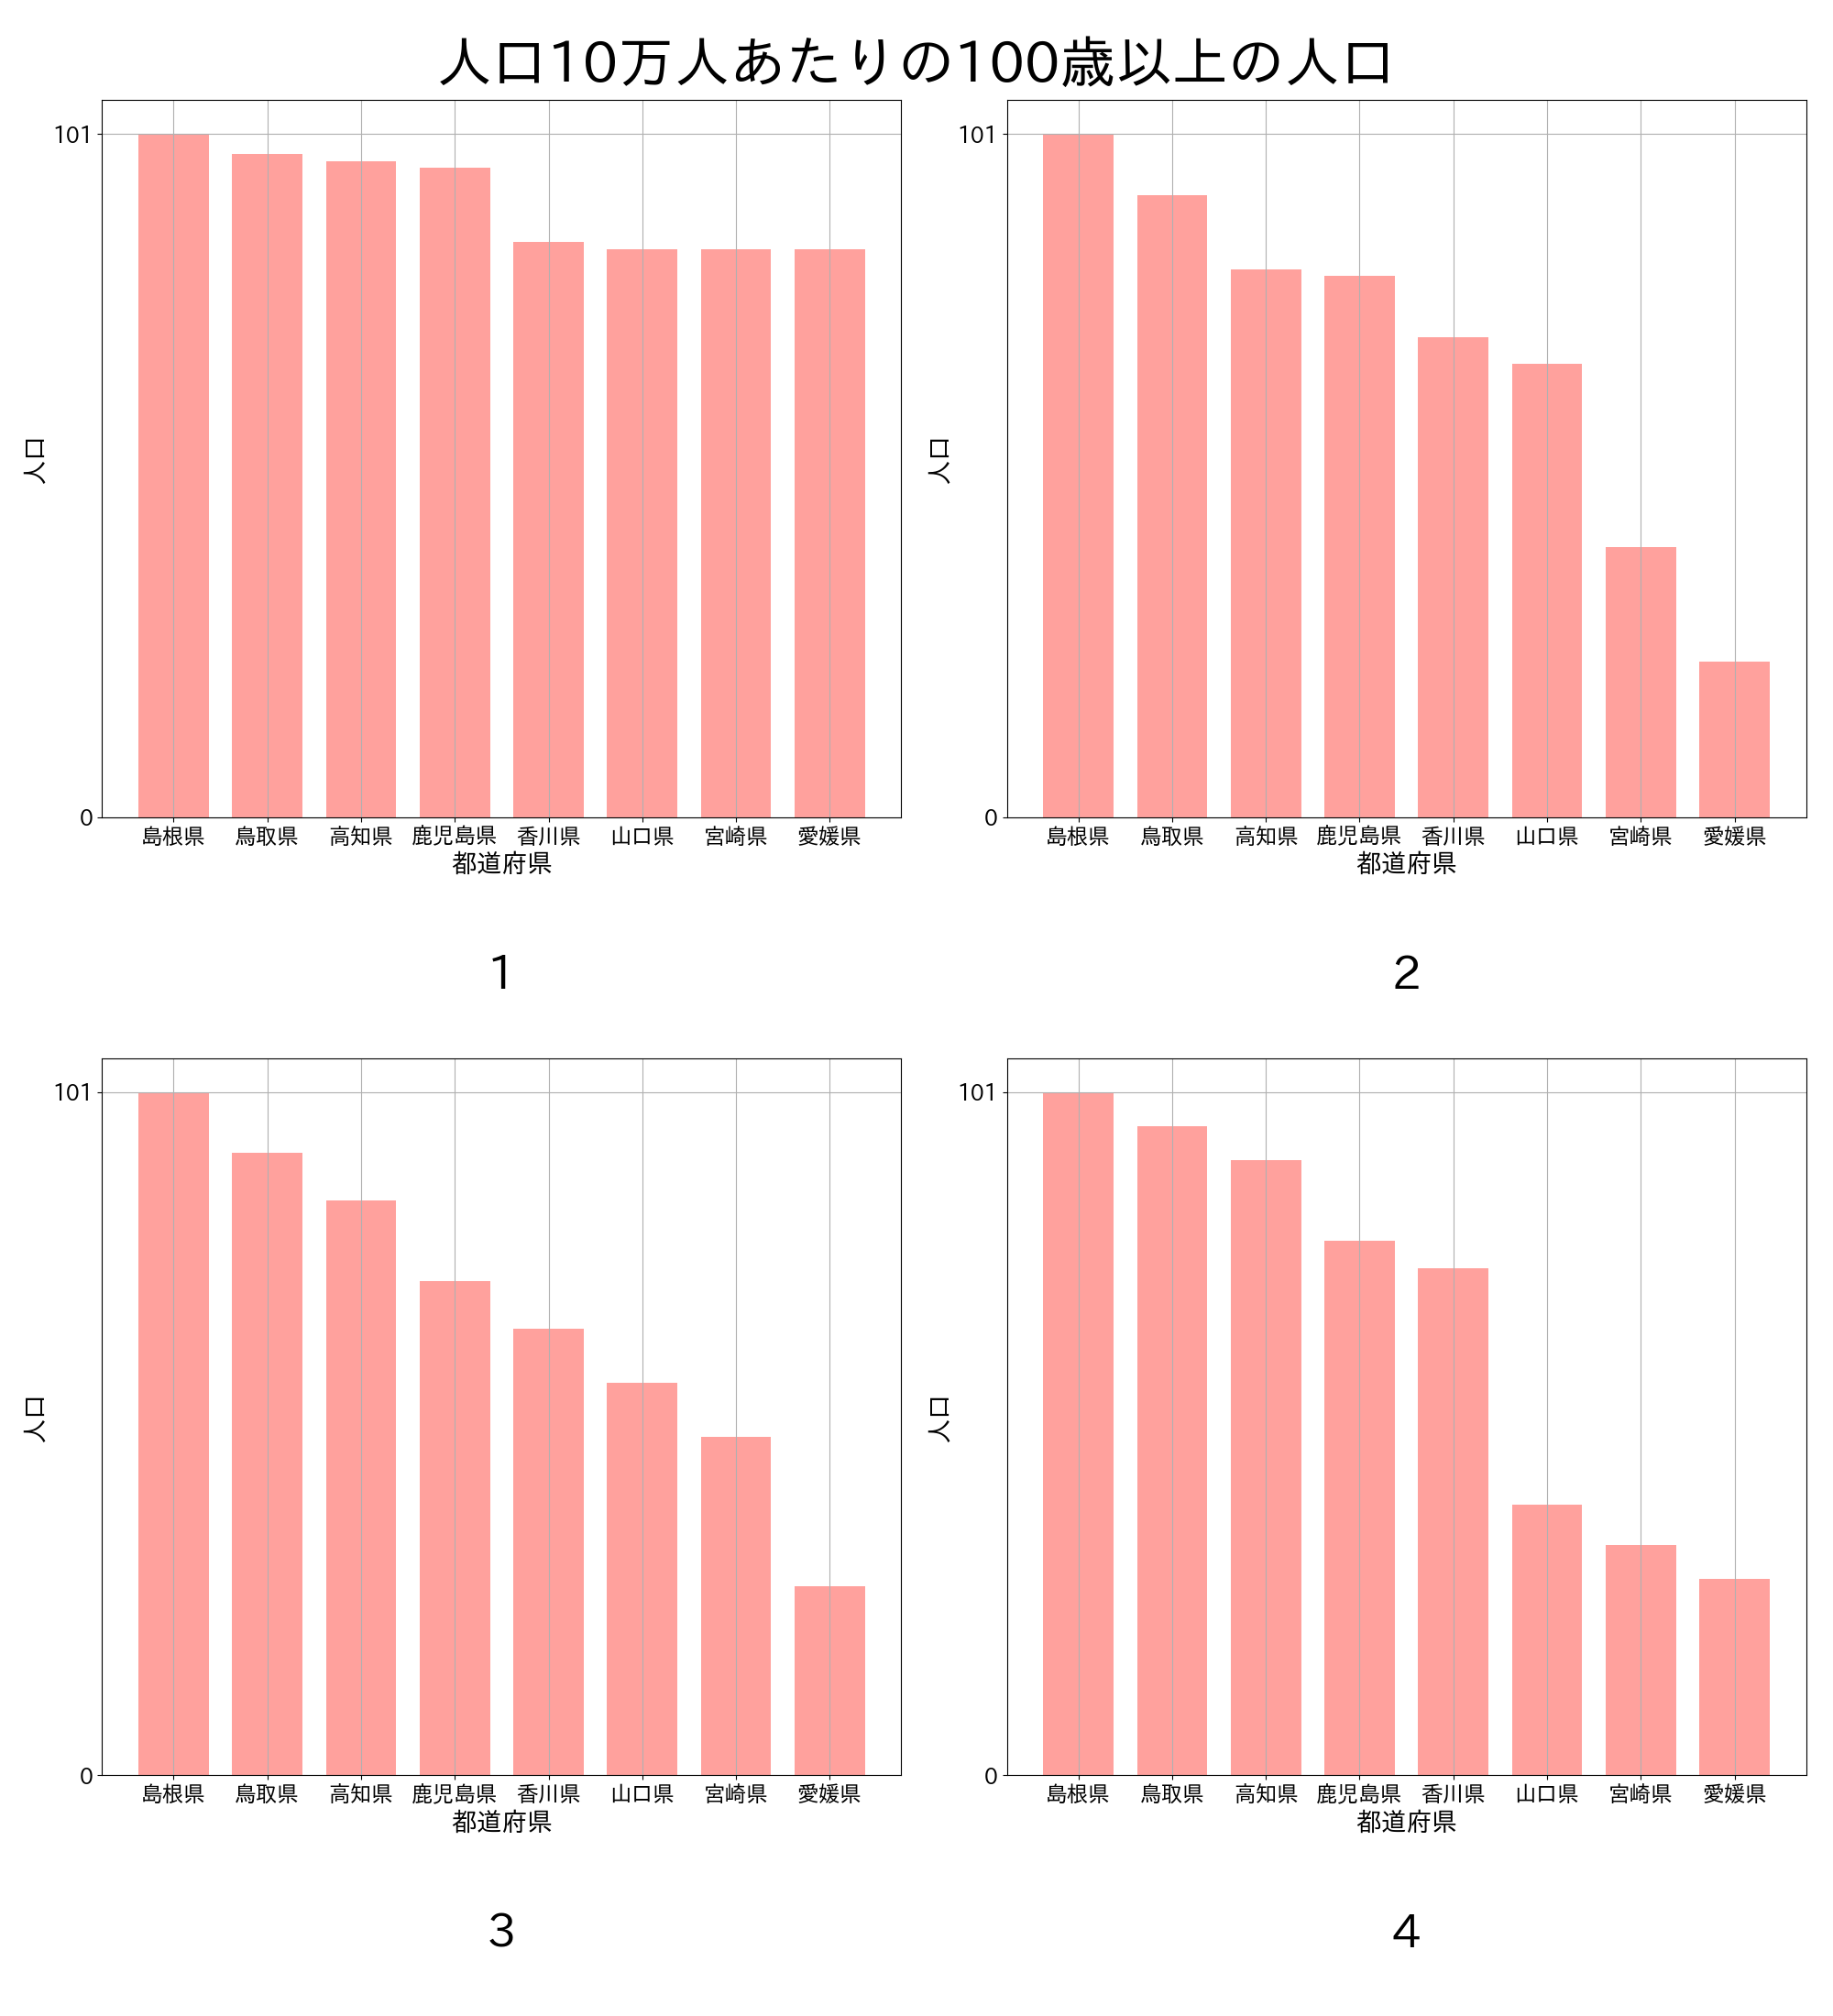 人口10万人あたりの100歳以上の人口
101
0
人口
島根県 鳥取県 高知県 鹿児島県 香川県 山口県 宮崎県 愛媛県
都道府県
1
101
0
人口
島根県 鳥取県 高知県 鹿児島県 香川県 山口県 宮崎県 愛媛県
都道府県
2
101
0
人口
島根県 鳥取県 高知県 鹿児島県 香川県 山口県 宮崎県 愛媛県
都道府県
3
101
0
人口
島根県 鳥取県 高知県 鹿児島県 香川県 山口県 宮崎県 愛媛県
都道府県
4